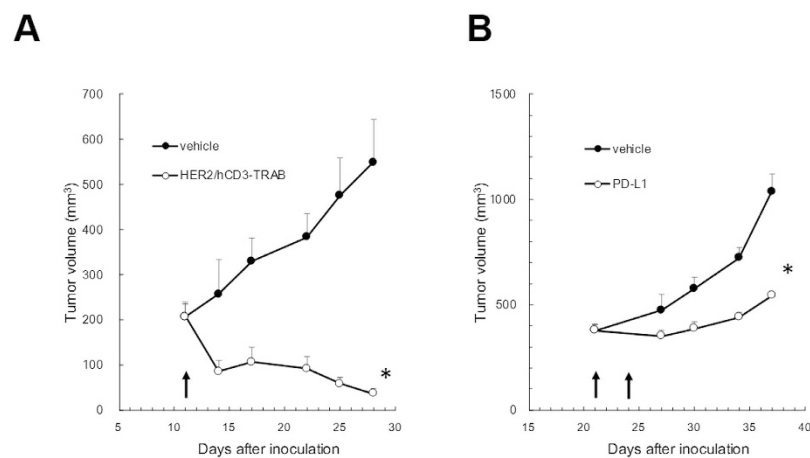 A
B
700
600
500
400
300
200
100
0
Tumor volume (mm³)
vehicle
HER2/hCD3-TRAB
*
5
10
15
20
25
30
Days after inoculation
1500
1000
500
0
Tumor volume (mm³)
vehicle
PD-L1
*
15
20
25
30
35
40
Days after inoculation